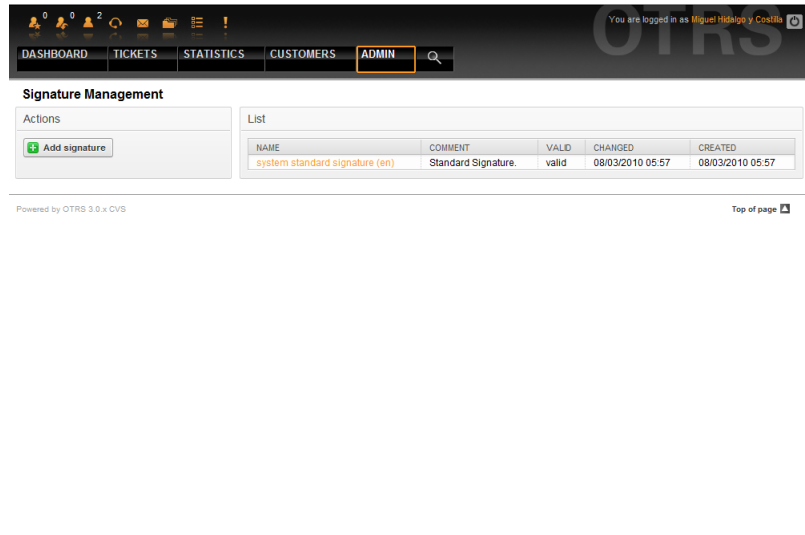 0 0 2
You are logged in as Miguel Hidalgo y Costilla
OTRS
DASHBOARD TICKETS STATISTICS CUSTOMERS ADMIN
Signature Management
Actions
Add signature
List
NAME COMMENT VALID CHANGED CREATED
system standard signature (en) Standard Signature. valid 08/03/2010 05:57 08/03/2010 05:57
Powered by OTRS 3.0.x CVS
Top of page